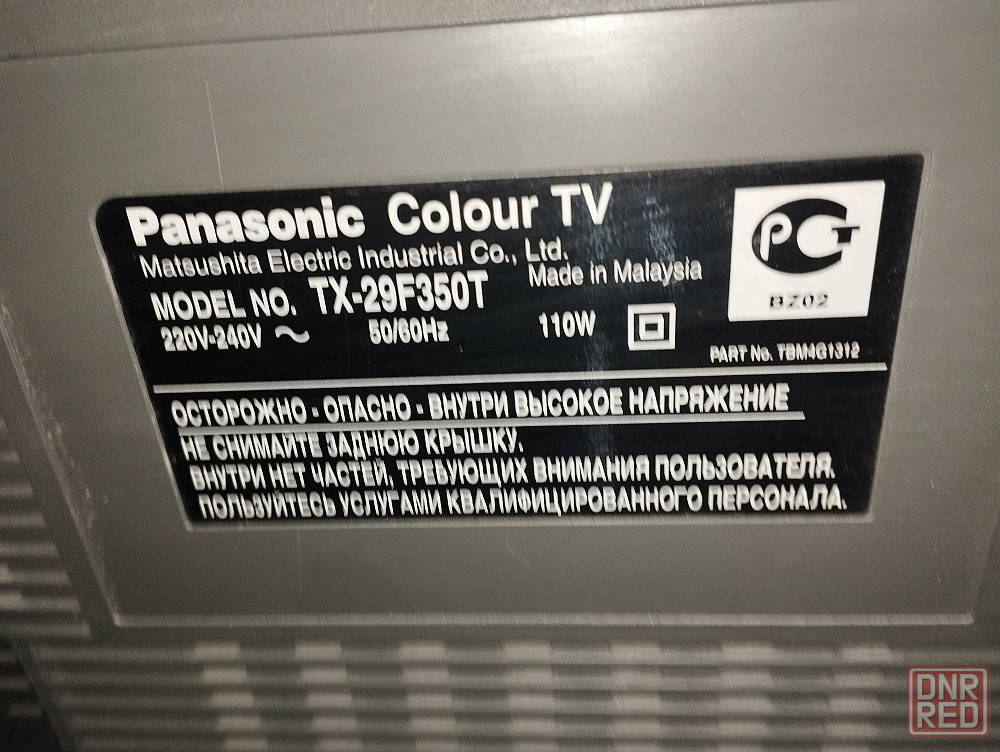 Panasonic Colour TV
Matsushita Electric Industrial Co., Ltd.
Made in Malaysia
MODEL NO. TX-29F350T
220V-240V ~ 50/60Hz 110W
РСТ
BZ02
PART No. TBM4G1312
ОСТОРОЖНО - ОПАСНО - ВНУТРИ ВЫСОКОЕ НАПРЯЖЕНИЕ
НЕ СНИМАЙТЕ ЗАДНЮЮ КРЫШКУ.
ВНУТРИ НЕТ ЧАСТЕЙ, ТРЕБУЮЩИХ ВНИМАНИЯ ПОЛЬЗОВАТЕЛЯ.
ПОЛЬЗУЙТЕСЬ УСЛУГАМИ КВАЛИФИЦИРОВАННОГО ПЕРСОНАЛА.
DNR
RED